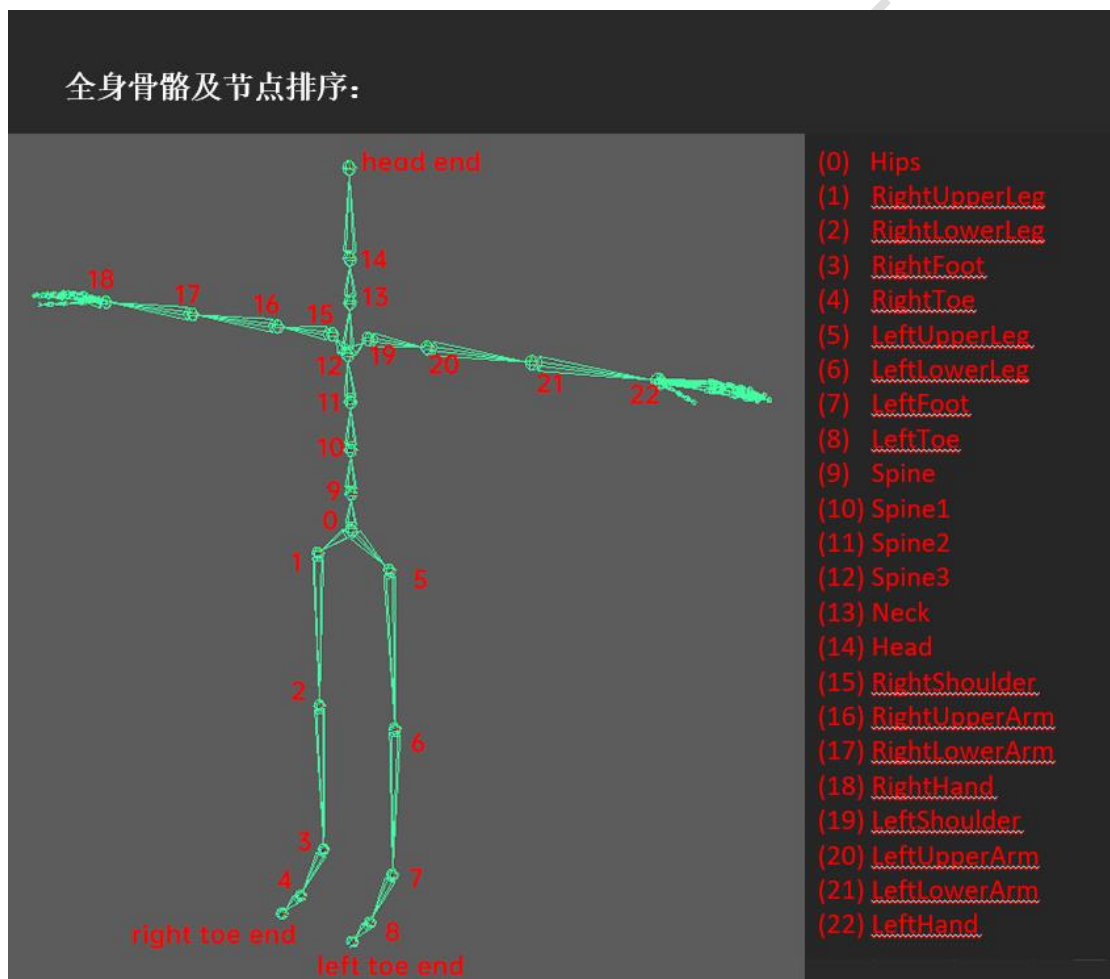 全身骨骼及节点排序：
head end
14
13
18
17
16
15
12
19
20
21
22
11
10
9
0
1
5
2
6
3
4
7
8
right toe end
left toe end
(0) Hips
(1) RightUpperLeg
(2) RightLowerLeg
(3) RightFoot
(4) RightToe
(5) LeftUpperLeg
(6) LeftLowerLeg
(7) LeftFoot
(8) LeftToe
(9) Spine
(10) Spine1
(11) Spine2
(12) Spine3
(13) Neck
(14) Head
(15) RightShoulder
(16) RightUpperArm
(17) RightLowerArm
(18) RightHand
(19) LeftShoulder
(20) LeftUpperArm
(21) LeftLowerArm
(22) LeftHand